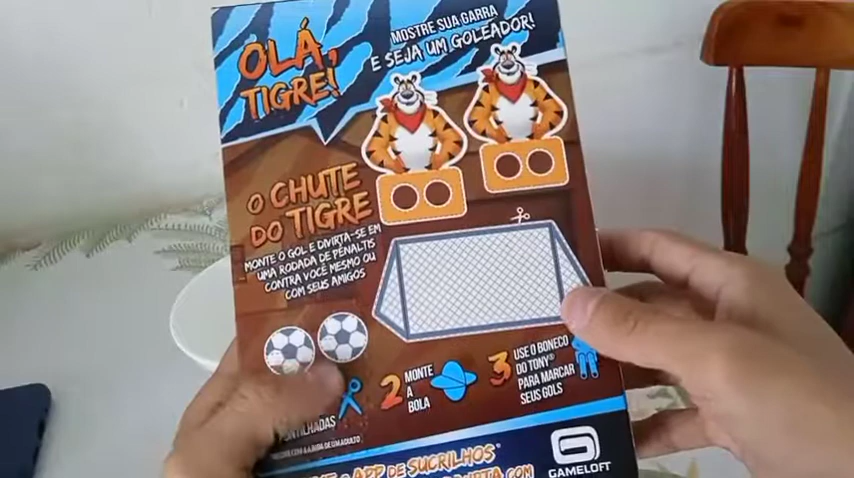 OLÁ,
TIGRE!
MOSTRE SUA GARRA
E SEJA UM GOLEADOR!
O CHUTE
DO TIGRE
MONTE O GOL E DIVIRTA-SE EM
UMA RODADA DE PÊNALTIS
CONTRA VOCÊ MESMO OU
COM SEUS AMIGOS
2 MONTE
A
BOLA
3 USE O BONECO
DO TONY®
PARA MARCAR
SEUS GOLS
APP DE SUCRILHOS®
.COM
GAMELOFT